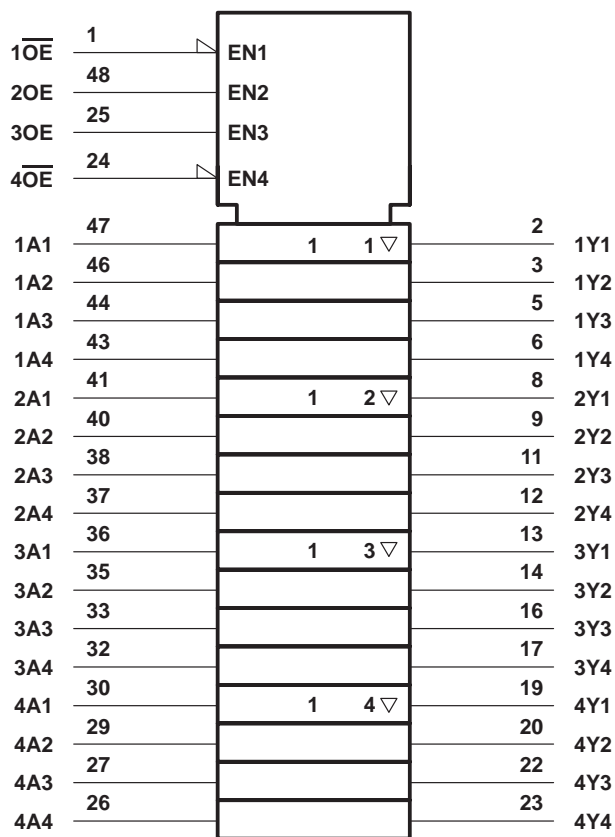 1O̅E̅ 1 EN1
2OE 48 EN2
3OE 25 EN3
4O̅E̅ 24 EN4
1A1 47 1 1 ▽ 2 1Y1
1A2 46 3 1Y2
1A3 44 5 1Y3
1A4 43 6 1Y4
2A1 41 1 2 ▽ 8 2Y1
2A2 40 9 2Y2
2A3 38 11 2Y3
2A4 37 12 2Y4
3A1 36 1 3 ▽ 13 3Y1
3A2 35 14 3Y2
3A3 33 16 3Y3
3A4 32 17 3Y4
4A1 30 1 4 ▽ 19 4Y1
4A2 29 20 4Y2
4A3 27 22 4Y3
4A4 26 23 4Y4